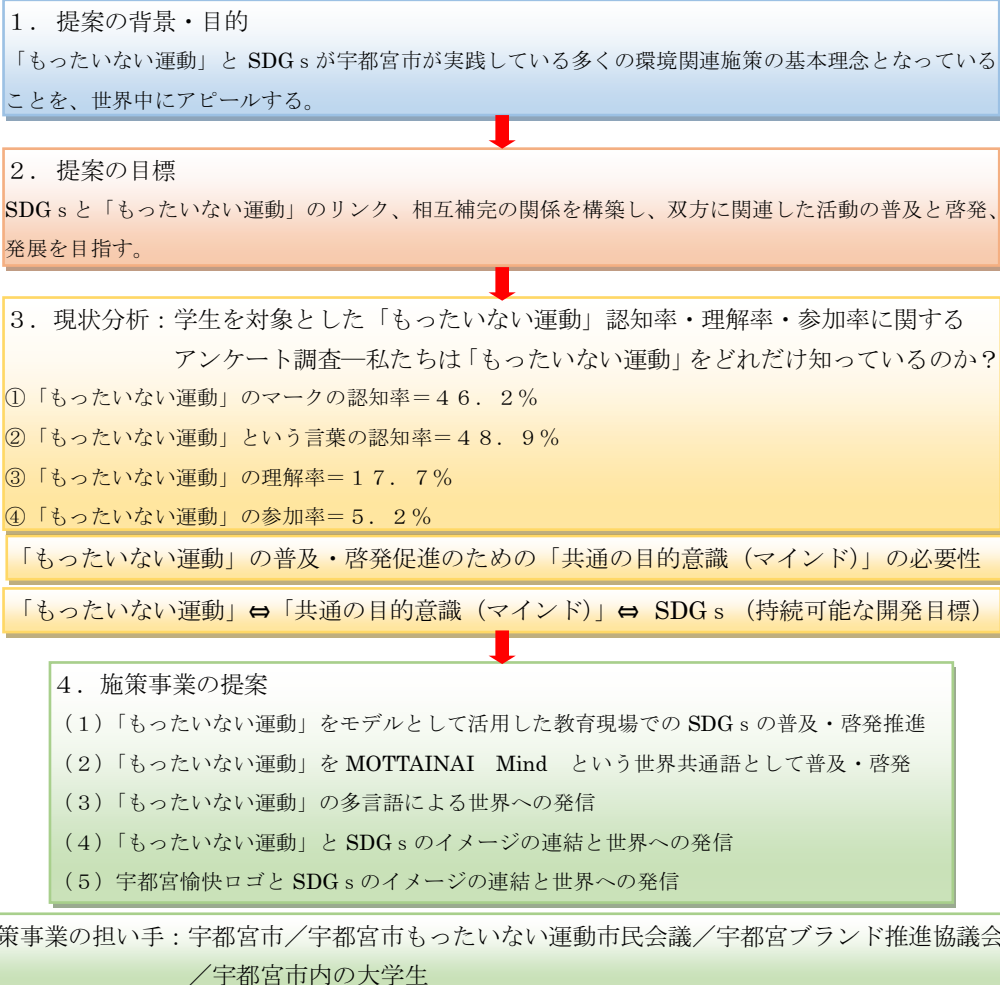 １．提案の背景・目的
「もったいない運動」と SDGｓが宇都宮市が実践している多くの環境関連施策の基本理念となっている
ことを、世界中にアピールする。
２．提案の目標
SDGｓと「もったいない運動」のリンク、相互補完の関係を構築し、双方に関連した活動の普及と啓発、
発展を目指す。
３．現状分析：学生を対象とした「もったいない運動」認知率・理解率・参加率に関する
アンケート調査―私たちは「もったいない運動」をどれだけ知っているのか？
①「もったいない運動」のマークの認知率＝４６．２％
②「もったいない運動」という言葉の認知率＝４８．９％
③「もったいない運動」の理解率＝１７．７％
④「もったいない運動」の参加率＝５．２％
「もったいない運動」の普及・啓発促進のための「共通の目的意識（マインド）」の必要性
「もったいない運動」⇔「共通の目的意識（マインド）」⇔ SDGｓ（持続可能な開発目標）
４．施策事業の提案
（１）「もったいない運動」をモデルとして活用した教育現場での SDGｓの普及・啓発推進
（２）「もったいない運動」を MOTTAINAI　Mind　という世界共通語として普及・啓発
（３）「もったいない運動」の多言語による世界への発信
（４）「もったいない運動」と SDGｓのイメージの連結と世界への発信
（５）宇都宮愉快ロゴと SDGｓのイメージの連結と世界への発信
策事業の担い手：宇都宮市／宇都宮市もったいない運動市民会議／宇都宮ブランド推進協議会
／宇都宮市内の大学生